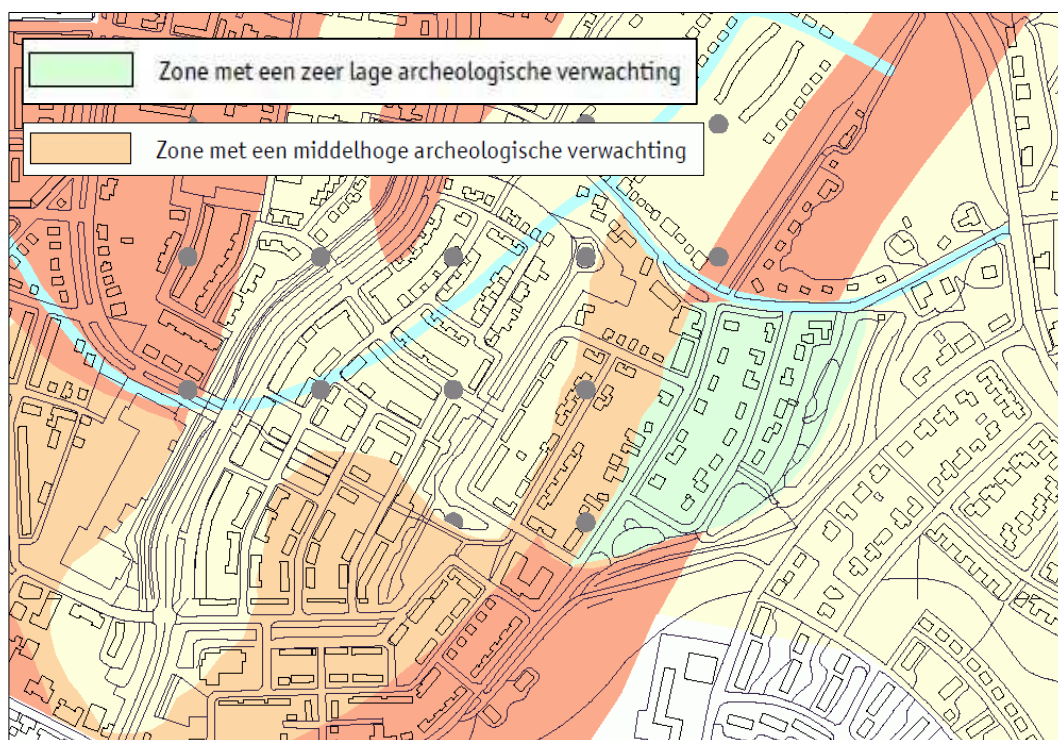 Zone met een zeer lage archeologische verwachting
Zone met een middelhoge archeologische verwachting